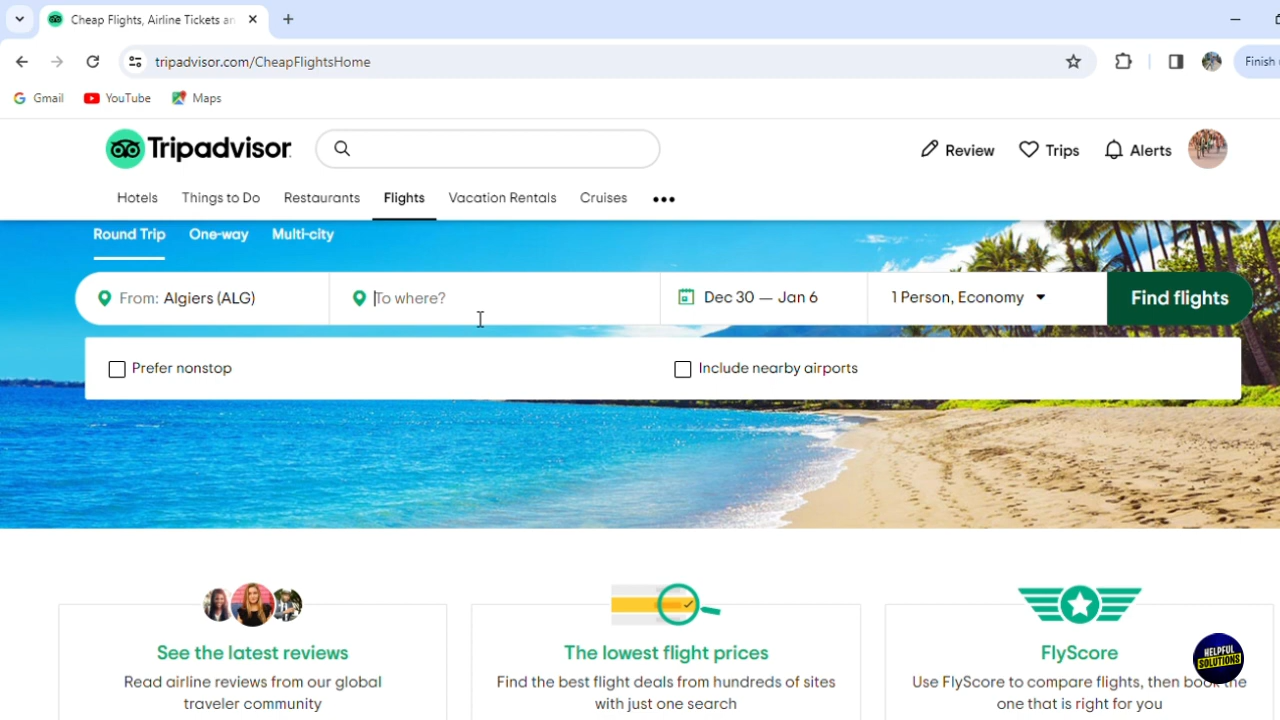 Cheap Flights, Airline Tickets an
tripadvisor.com/CheapFlightsHome
Finish
Gmail YouTube Maps
Tripadvisor
Review Trips Alerts
Hotels Things to Do Restaurants Flights Vacation Rentals Cruises
Round Trip One-way Multi-city
From: Algiers (ALG) To where? Dec 30 — Jan 6 1 Person, Economy Find flights
Prefer nonstop Include nearby airports
See the latest reviews
Read airline reviews from our global
traveler community
The lowest flight prices
Find the best flight deals from hundreds of sites
with just one search
FlyScore
Use FlyScore to compare flights, then book the
one that is right for you
HELPFUL
SOLUTIONS